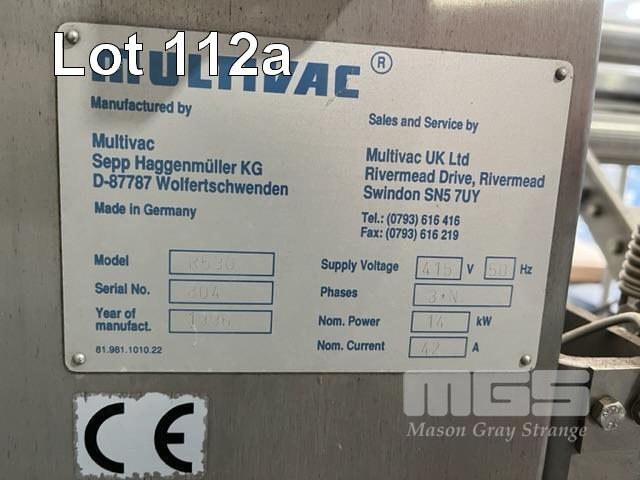 Lot 112a
MULTIVAC ®
Manufactured by
Multivac
Sepp Haggenmüller KG
D-87787 Wolfertschwenden
Made in Germany
Sales and Service by
Multivac UK Ltd
Rivermead Drive, Rivermead
Swindon SN5 7UY
Tel.: (0793) 616 416
Fax: (0793) 616 219
Model R530
Serial No. 804
Year of
manufact. 1996
81.981.1010.22
Supply Voltage 415 V 50 Hz
Phases 3+N
Nom. Power 14 kW
Nom. Current 42 A
CE
MGS
Mason Gray Strange